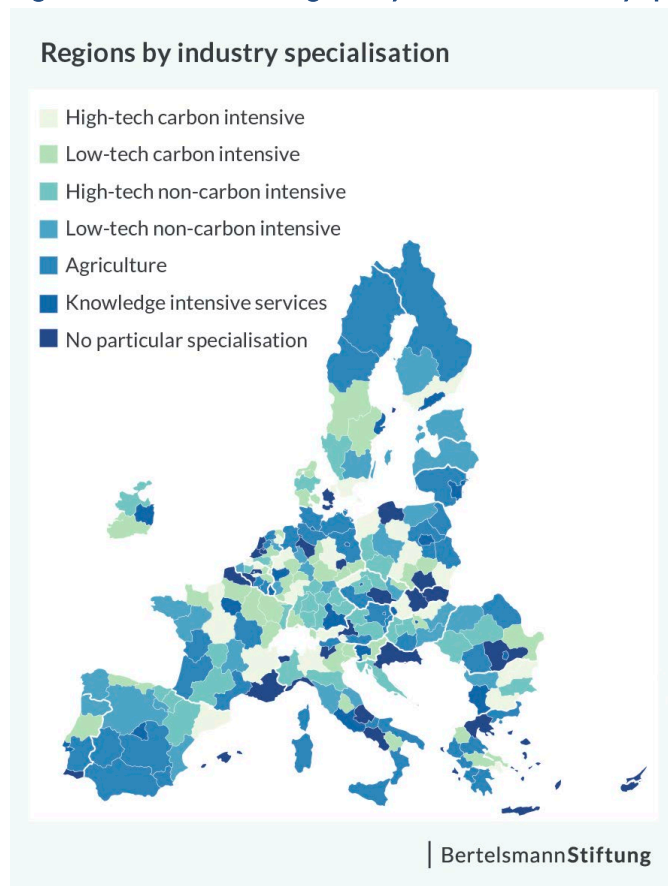 Regions by industry specialisation
High-tech carbon intensive
Low-tech carbon intensive
High-tech non-carbon intensive
Low-tech non-carbon intensive
Agriculture
Knowledge intensive services
No particular specialisation
BertelsmannStiftung